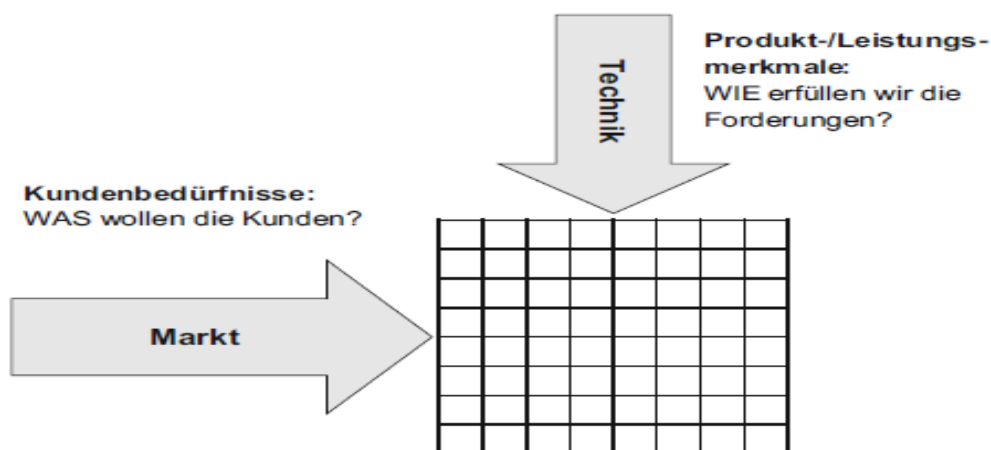 Produkt-/Leistungs-
merkmale:
WIE erfüllen wir die
Forderungen?
Technik
Kundenbedürfnisse:
WAS wollen die Kunden?
Markt